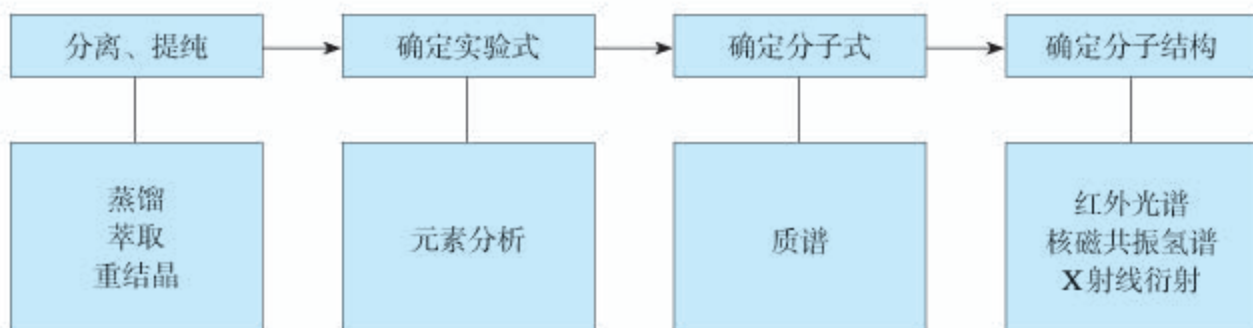 分离、提纯
确定实验式
确定分子式
确定分子结构
蒸馏
萃取
重结晶
元素分析
质谱
红外光谱
核磁共振氢谱
X射线衍射